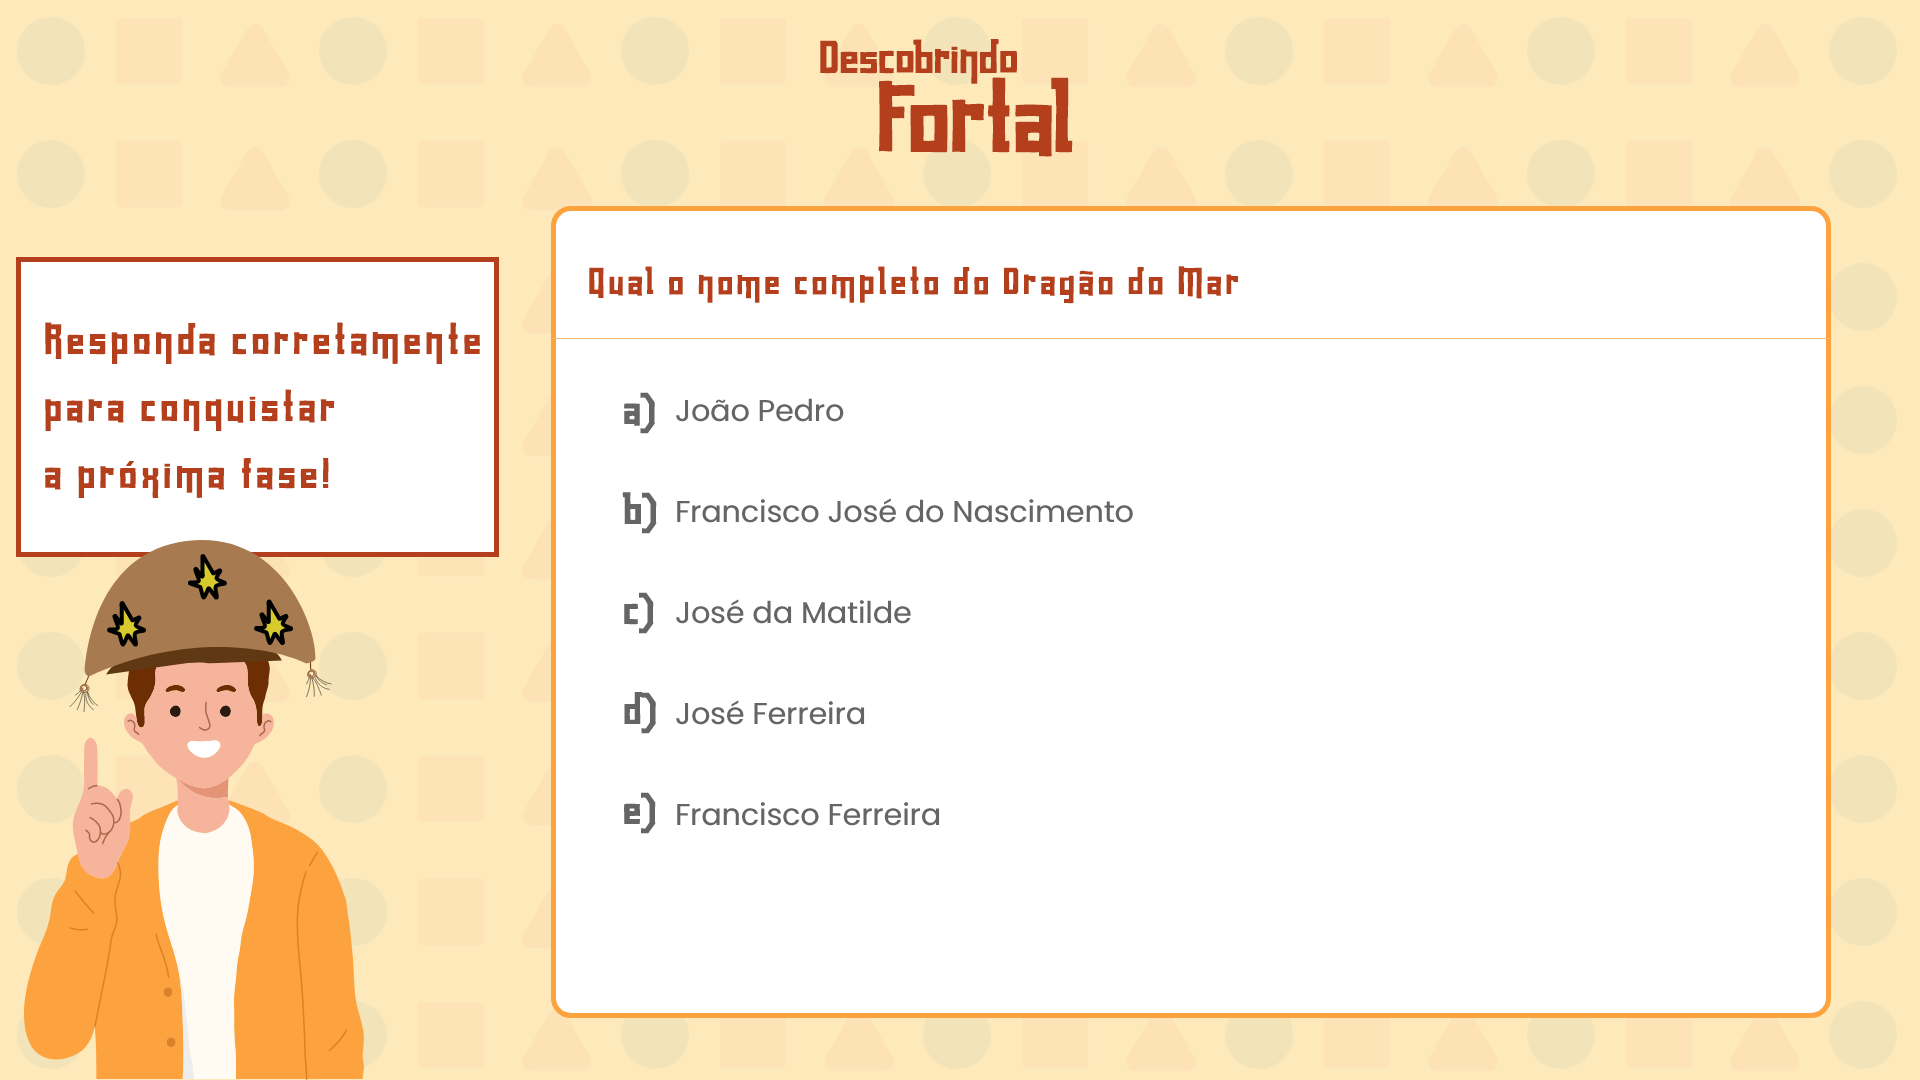 Descobrindo
Fortal
Responda corretamente
para conquistar
a próxima fase!
Qual o nome completo do Dragão do Mar
a) João Pedro
b) Francisco José do Nascimento
c) José da Matilde
d) José Ferreira
e) Francisco Ferreira